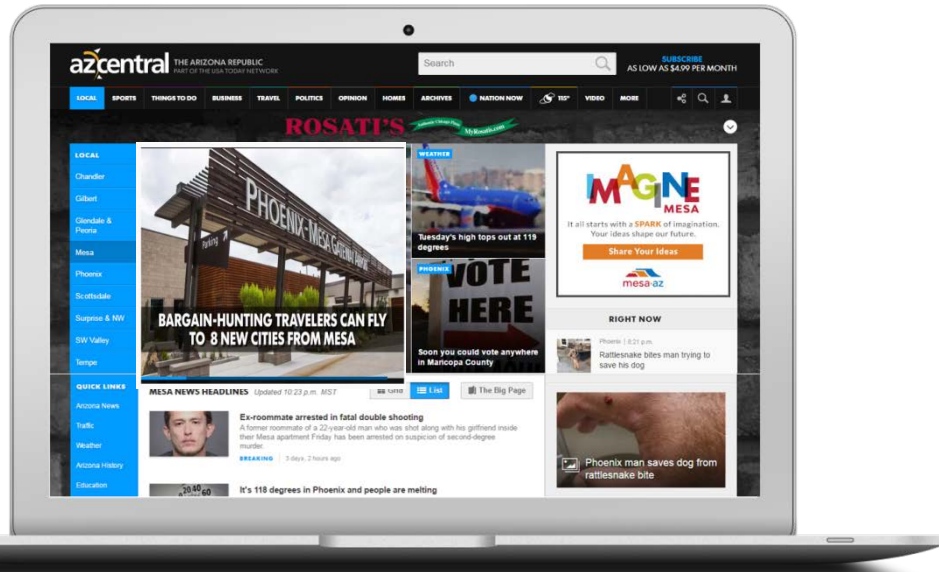 azcentral THE ARIZONA REPUBLIC
PART OF THE USA TODAY NETWORK
Search
SUBSCRIBE
AS LOW AS $4.99 PER MONTH
LOCAL SPORTS THINGS TO DO BUSINESS TRAVEL POLITICS OPINION HOMES ARCHIVES NATION NOW 115° VIDEO MORE
ROSATI'S
MyRosatis.com
LOCAL
Chandler
Gilbert
Glendale &
Peoria
Mesa
Phoenix
Scottsdale
Surprise & NW
SW Valley
Tempe
QUICK LINKS
Arizona News
Traffic
Weather
Arizona History
Education
PHOENIX-MESA GATEWAY
Parking
BARGAIN-HUNTING TRAVELERS CAN FLY
TO 8 NEW CITIES FROM MESA
WEATHER
Tuesday's high tops out at 119
degrees
PHOENIX
VOTE
HERE
Soon you could vote anywhere
in Maricopa County
IMAGINE
MESA
It all starts with a SPARK of imagination.
Your ideas shape our future.
Share Your Ideas
mesa·az
RIGHT NOW
Phoenix | 6:21 p.m.
Rattlesnake bites man trying to
save his dog
Phoenix man saves dog from
rattlesnake bite
MESA NEWS HEADLINES Updated 10:23 p.m. MST
Grid List The Big Page
Ex-roommate arrested in fatal double shooting
A former roommate of a 22-year-old man who was shot along with his girlfriend inside
their Mesa apartment Friday has been arrested on suspicion of second-degree
murder.
BREAKING 5 days, 2 hours ago
It's 118 degrees in Phoenix and people are melting
20 40 60